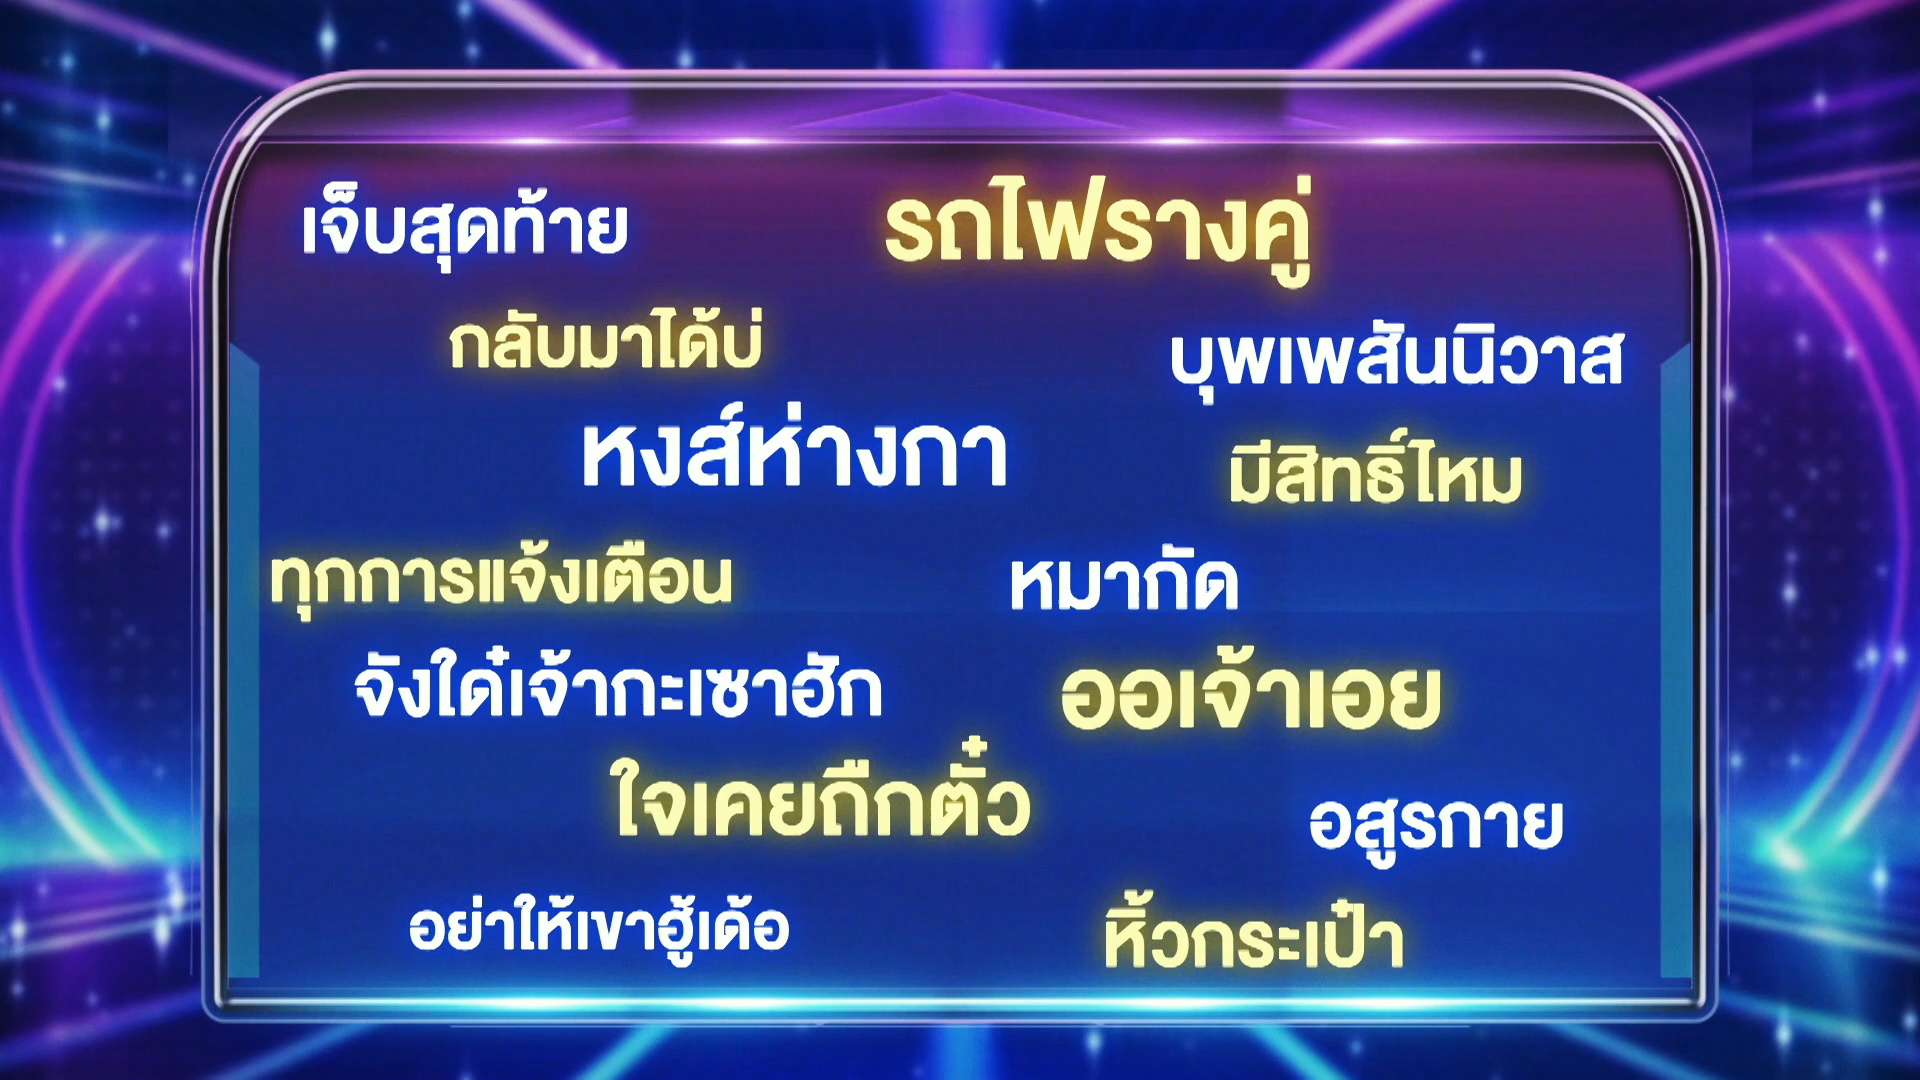 เจ็บสุดท้าย
รถไฟรางคู่
กลับมาได้บ่
บุพเพสันนิวาส
หงส์ห่างกา
มีสิทธิ์ไหม
ทุกการแจ้งเตือน
หมากัด
จังใด๋เจ้ากะเซาฮัก
ออเจ้าเอย
ใจเคยถืกตั๋ว
อสูรกาย
อย่าให้เขาฮู้เด้อ
หิ้วกระเป๋า